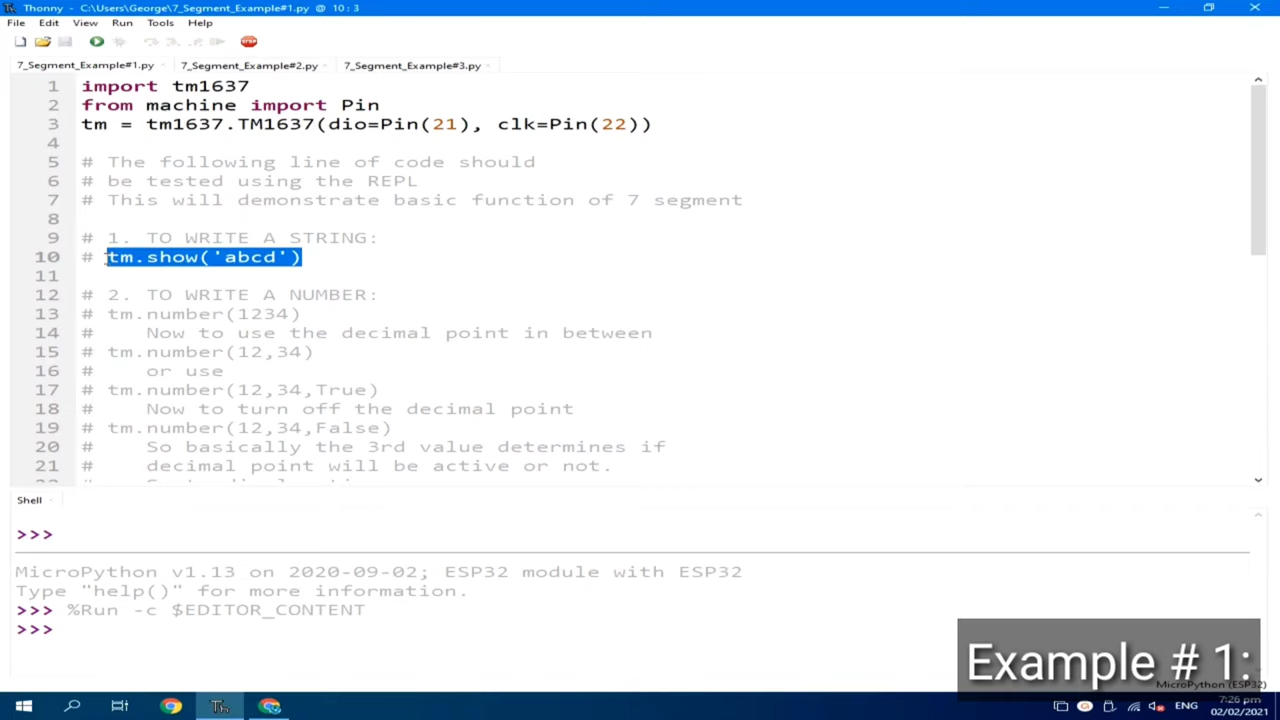 Thonny - C:\Users\George\7_Segment_Example#1.py @ 10 : 3
File Edit View Run Tools Help
STOP
7_Segment_Example#1.py 7_Segment_Example#2.py 7_Segment_Example#3.py
1 import tm1637
2 from machine import Pin
3 tm = tm1637.TM1637(dio=Pin(21), clk=Pin(22))
4
5 # The following line of code should
6 # be tested using the REPL
7 # This will demonstrate basic function of 7 segment
8
9 # 1. TO WRITE A STRING:
10 # tm.show('abcd')
11
12 # 2. TO WRITE A NUMBER:
13 # tm.number(1234)
14 # Now to use the decimal point in between
15 # tm.number(12,34)
16 # or use
17 # tm.number(12,34,True)
18 # Now to turn off the decimal point
19 # tm.number(12,34,False)
20 # So basically the 3rd value determines if
21 # decimal point will be active or not.
Shell
>>>
MicroPython v1.13 on 2020-09-02; ESP32 module with ESP32
Type "help()" for more information.
>>> %Run -c $EDITOR_CONTENT
>>>
Example # 1:
MicroPython (ESP32)
ENG
7:26 pm
02/02/2021